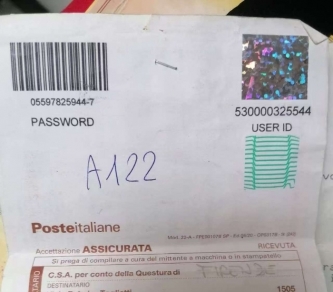 05597825944-7
PASSWORD
530000325544
USER ID
A122
Posteitaliane
Accettazione ASSICURATA
RICEVUTA
Si prega di compilare a cura del mittente a macchina o in stampatello
C.S.A. per conto della Questura di FIRENZE
DESTINATARIO
1505